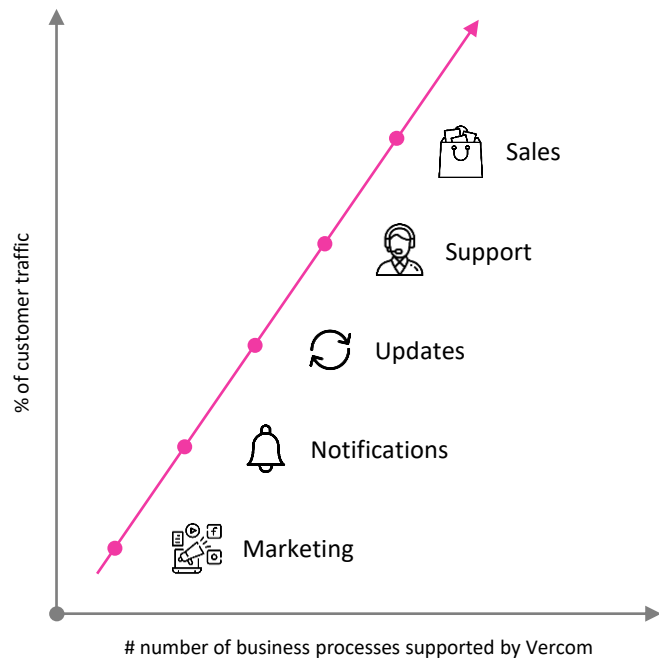 Sales
Support
Updates
Notifications
Marketing
% of customer traffic
# number of business processes supported by Vercom